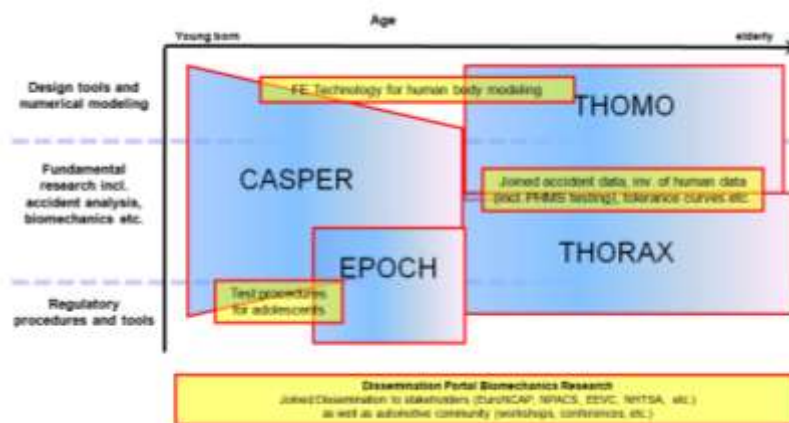 Age
Young born
elderly
Design tools and
numerical modeling
FE Technology for human body modeling
THOMO
Fundamental
research incl.
accident analysis,
biomechanics etc.
CASPER
Joined accident data, inv. of human data
(incl. PHMS testing), tolerance curves etc.
EPOCH
THORAX
Test procedures
for adolescents
Regulatory
procedures and tools
Dissemination Portal Biomechanics Research
Joined Dissemination to stakeholders (EuroNCAP, NPACS, EEVC, NHTSA, etc.)
as well as automotive community (workshops, conferences, etc.)